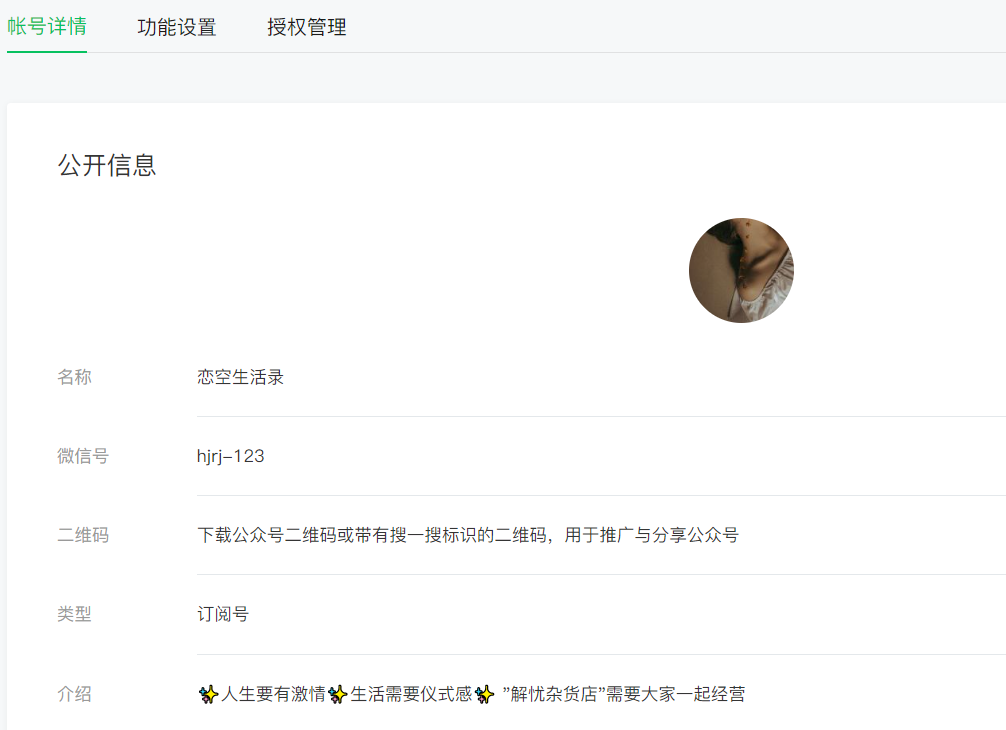 帐号详情 功能设置 授权管理
公开信息
名称 恋空生活录
微信号 hjrj-123
二维码 下载公众号二维码或带有搜一搜标识的二维码，用于推广与分享公众号
类型 订阅号
介绍 ✨人生要有激情✨生活需要仪式感✨ ”解忧杂货店”需要大家一起经营